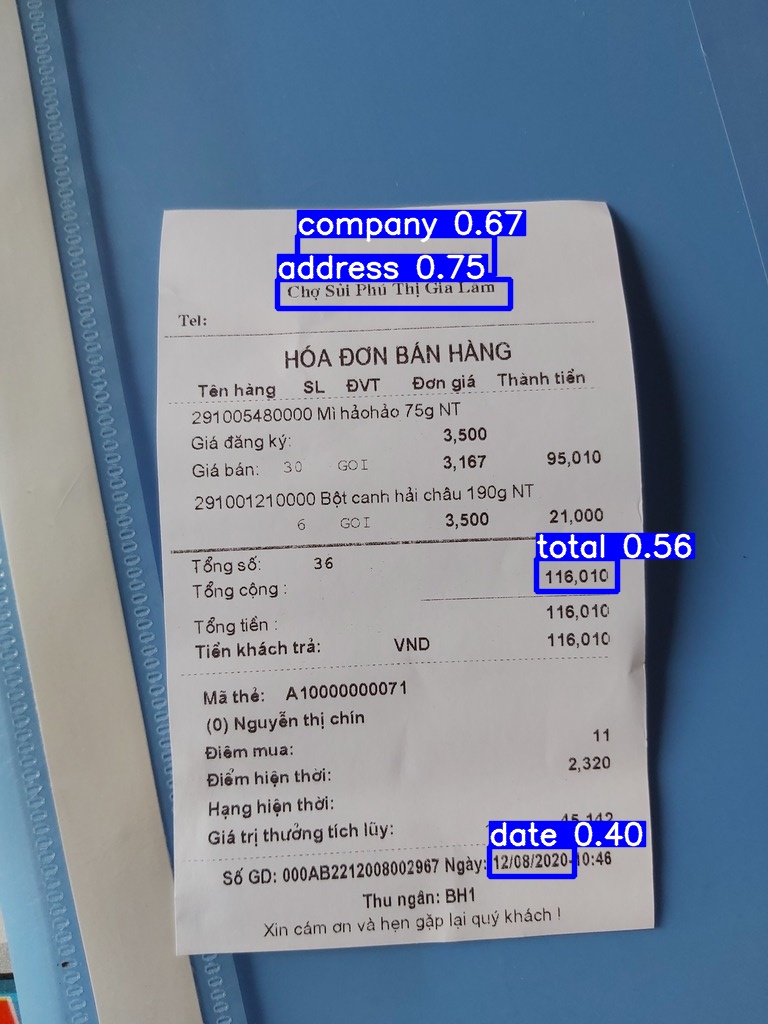 company 0.67
address 0.75
Chợ Sủi Phú Thị Gia Lâm
Tel:
HÓA ĐƠN BÁN HÀNG
Tên hàng SL ĐVT Đơn giá Thành tiền
291005480000 Mì hảohảo 75g NT
Giá đăng ký: 3,500
Giá bán: 30 GOI 3,167 95,010
291001210000 Bột canh hải châu 190g NT
6 GOI 3,500 21,000
total 0.56
Tổng số: 36
Tổng cộng : 116,010
Tổng tiền : 116,010
Tiền khách trả: VND 116,010
Mã thẻ: A10000000071
(0) Nguyễn thị chín
Điêm mua: 11
Điểm hiện thời: 2,320
Hạng hiện thời:
Giá trị thưởng tích lũy:
date 0.40
Số GD: 000AB2212008002967 Ngày: 12/08/2020-10:46
Thu ngân: BH1
Xin cám ơn và hẹn gặp lại quý khách !